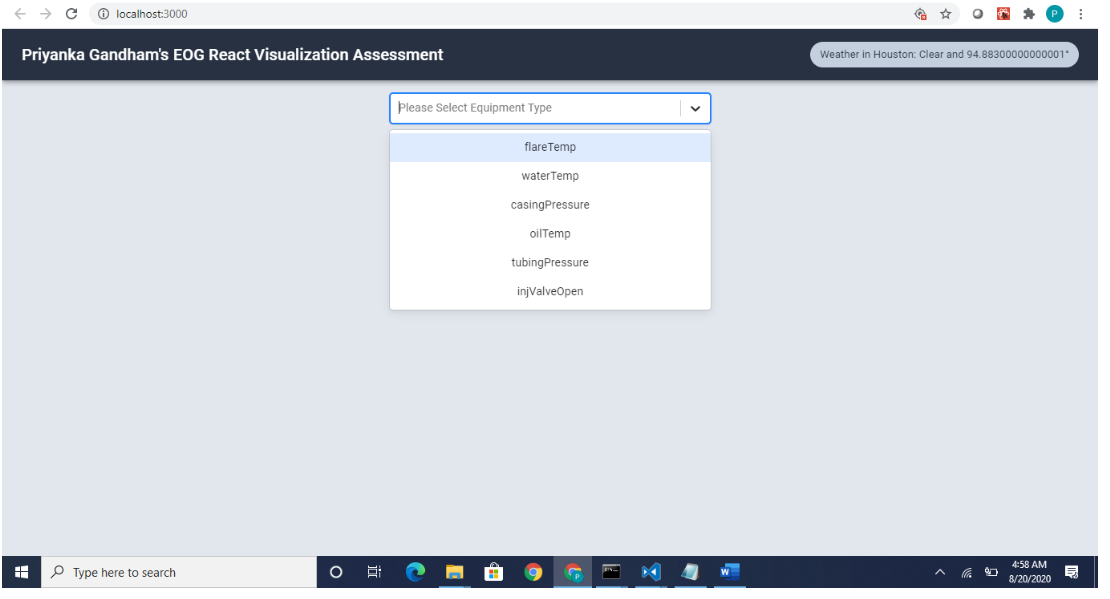 localhost:3000
P
Priyanka Gandham's EOG React Visualization Assessment
Weather in Houston: Clear and 94.88300000000001°
Please Select Equipment Type
flareTemp
waterTemp
casingPressure
oilTemp
tubingPressure
injValveOpen
Type here to search
4:58 AM
8/20/2020